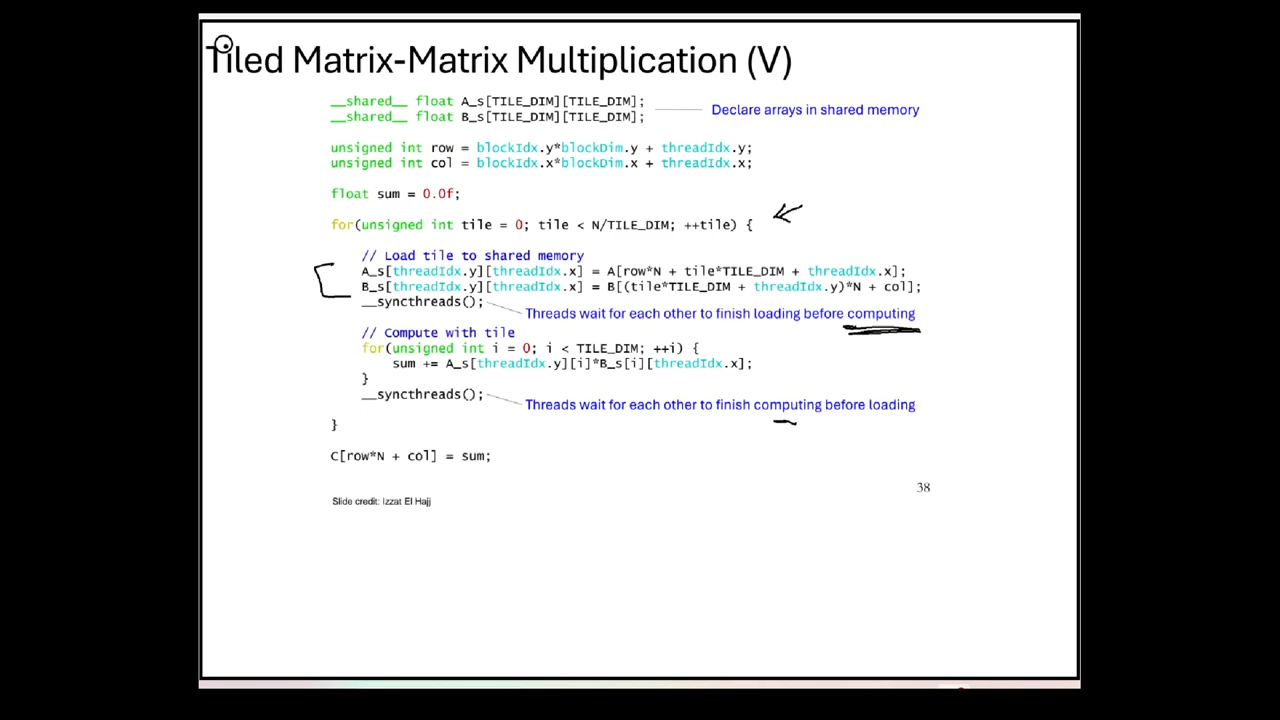 Tiled Matrix-Matrix Multiplication (V)
__shared__ float A_s[TILE_DIM][TILE_DIM];
__shared__ float B_s[TILE_DIM][TILE_DIM];
Declare arrays in shared memory
unsigned int row = blockIdx.y*blockDim.y + threadIdx.y;
unsigned int col = blockIdx.x*blockDim.x + threadIdx.x;
float sum = 0.0f;
for(unsigned int tile = 0; tile < N/TILE_DIM; ++tile) {
// Load tile to shared memory
A_s[threadIdx.y][threadIdx.x] = A[row*N + tile*TILE_DIM + threadIdx.x];
B_s[threadIdx.y][threadIdx.x] = B[(tile*TILE_DIM + threadIdx.y)*N + col];
__syncthreads();
Threads wait for each other to finish loading before computing
// Compute with tile
for(unsigned int i = 0; i < TILE_DIM; ++i) {
sum += A_s[threadIdx.y][i]*B_s[i][threadIdx.x];
}
__syncthreads();
Threads wait for each other to finish computing before loading
}
C[row*N + col] = sum;
38
Slide credit: Izzat El Hajj